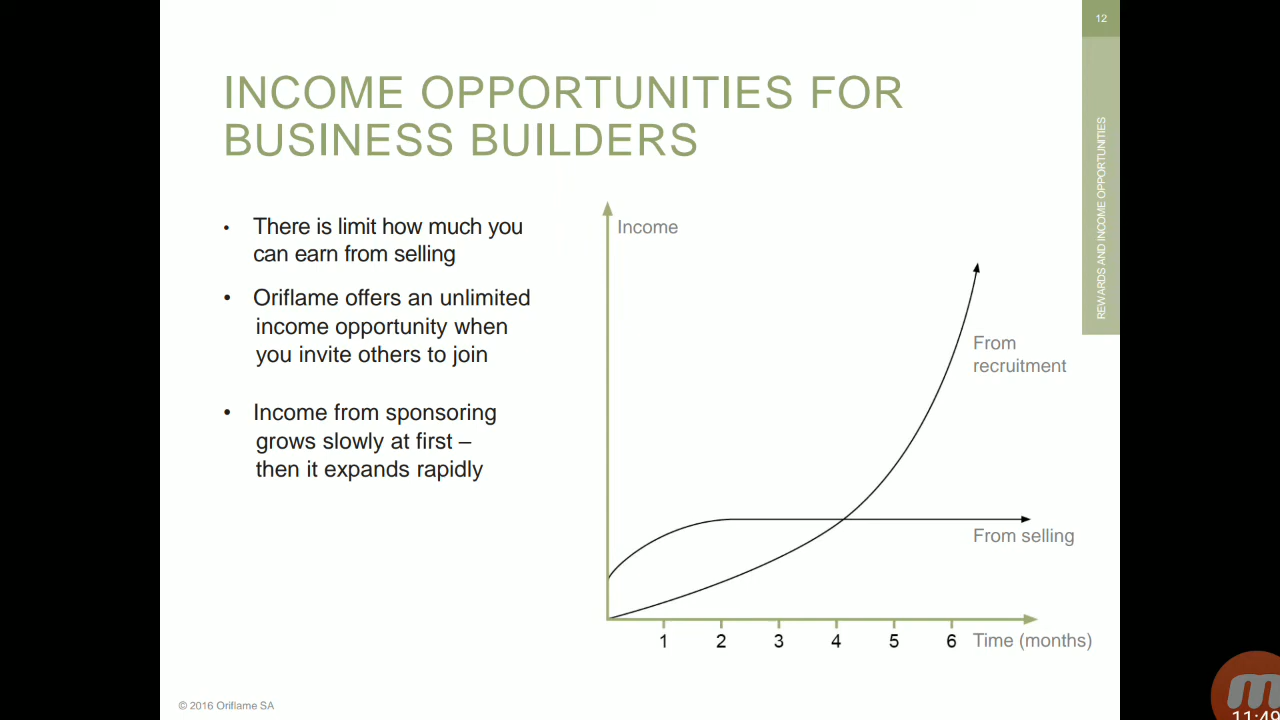 12
REWARDS AND INCOME OPPORTUNITIES
INCOME OPPORTUNITIES FOR
BUSINESS BUILDERS
• There is limit how much you
can earn from selling
• Oriflame offers an unlimited
income opportunity when
you invite others to join
• Income from sponsoring
grows slowly at first –
then it expands rapidly
Income
From
recruitment
From selling
1 2 3 4 5 6 Time (months)
© 2016 Oriflame SA
11:49